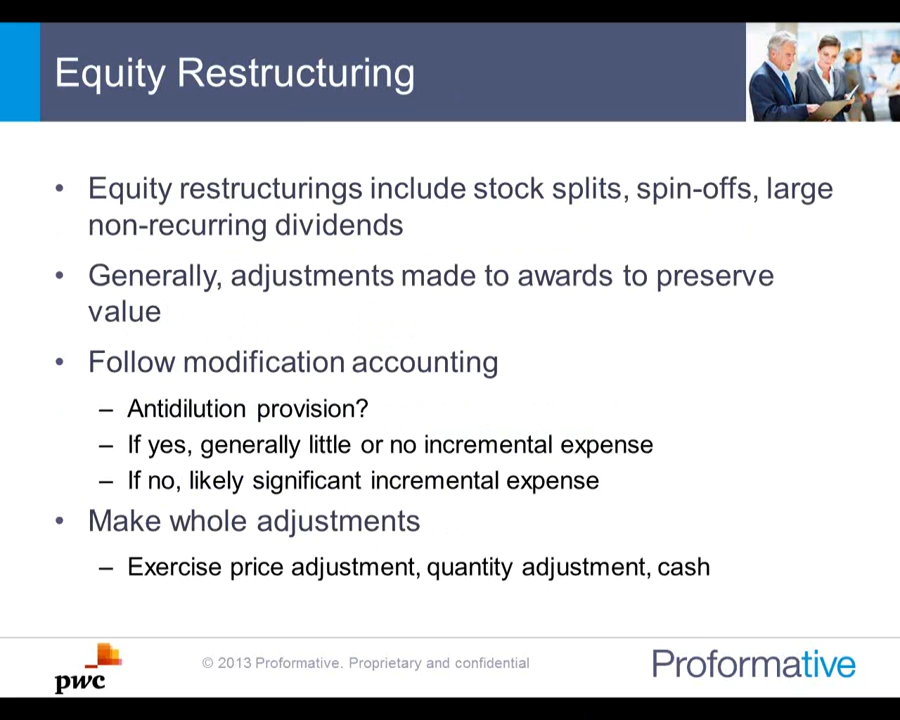 Equity Restructuring
• Equity restructurings include stock splits, spin-offs, large
non-recurring dividends
• Generally, adjustments made to awards to preserve
value
• Follow modification accounting
– Antidilution provision?
– If yes, generally little or no incremental expense
– If no, likely significant incremental expense
• Make whole adjustments
– Exercise price adjustment, quantity adjustment, cash
pwc
© 2013 Proformative. Proprietary and confidential
Proformative